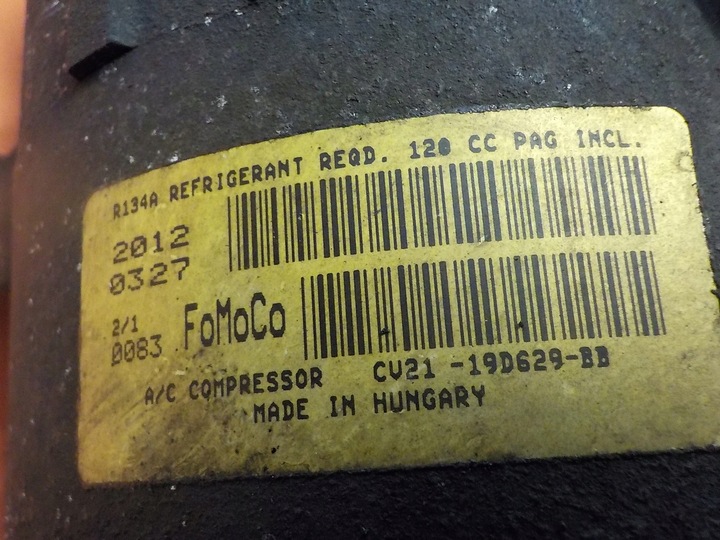 R134A REFRIGERANT REQD. 120 CC PAG INCL.
2012
0327
2/1
0083 FoMoCo
A/C COMPRESSOR CV21-19D629-BB
MADE IN HUNGARY